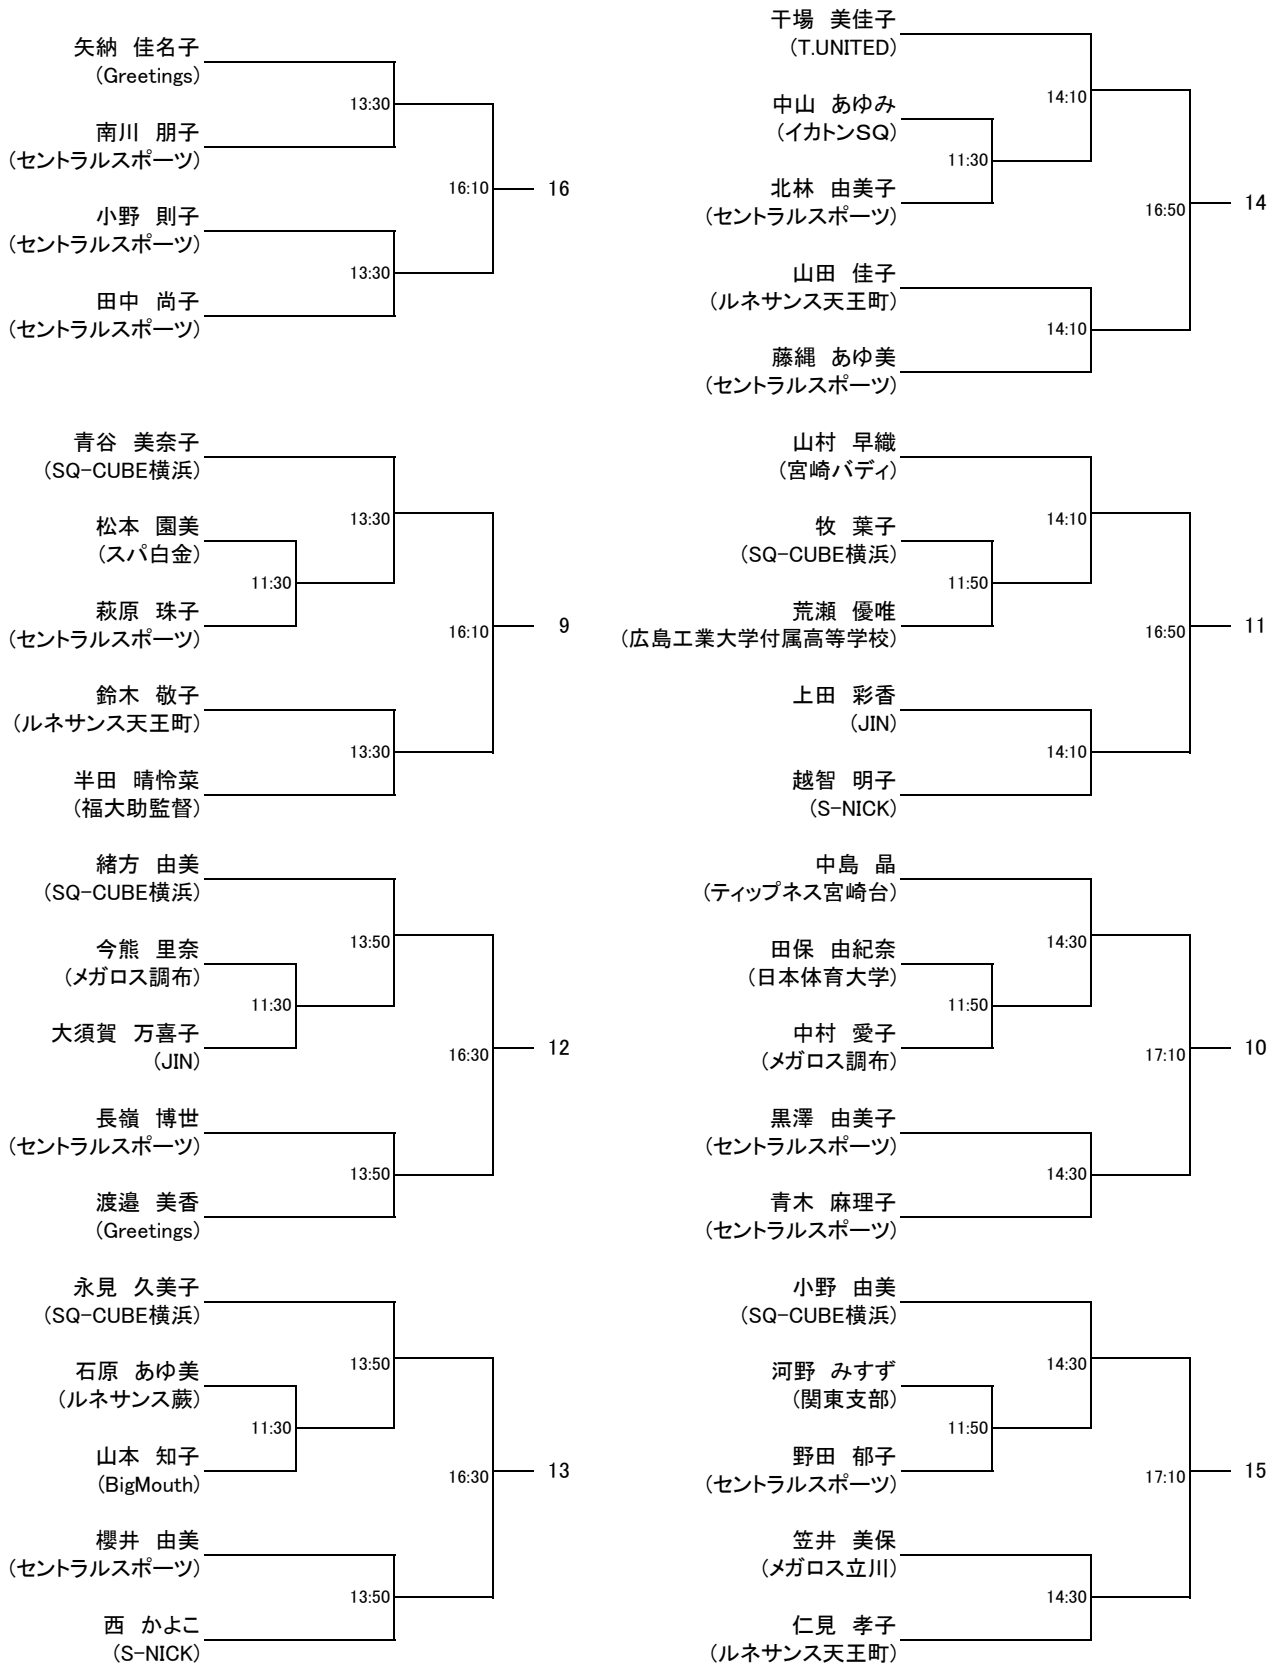 矢納 佳名子
(Greetings)
13:30
南川 朋子
(セントラルスポーツ)
16:10
16
小野 則子
(セントラルスポーツ)
13:30
田中 尚子
(セントラルスポーツ)
青谷 美奈子
(SQ-CUBE横浜)
13:30
松本 園美
(スパ白金)
11:30
萩原 珠子
(セントラルスポーツ)
16:10
9
鈴木 敬子
(ルネサンス天王町)
13:30
半田 晴怜菜
(福大助監督)
緒方 由美
(SQ-CUBE横浜)
13:50
今熊 里奈
(メガロス調布)
11:30
大須賀 万喜子
(JIN)
16:30
12
長嶺 博世
(セントラルスポーツ)
13:50
渡邉 美香
(Greetings)
永見 久美子
(SQ-CUBE横浜)
13:50
石原 あゆ美
(ルネサンス蕨)
11:30
山本 知子
(BigMouth)
16:30
13
櫻井 由美
(セントラルスポーツ)
13:50
西 かよこ
(S-NICK)
干場 美佳子
(T.UNITED)
14:10
中山 あゆみ
(イカトンSQ)
11:30
北林 由美子
(セントラルスポーツ)
16:50
14
山田 佳子
(ルネサンス天王町)
14:10
藤縄 あゆ美
(セントラルスポーツ)
山村 早織
(宮崎バディ)
14:10
牧 葉子
(SQ-CUBE横浜)
11:50
荒瀬 優唯
(広島工業大学付属高等学校)
16:50
11
上田 彩香
(JIN)
14:10
越智 明子
(S-NICK)
中島 晶
(ティップネス宮崎台)
14:30
田保 由紀奈
(日本体育大学)
11:50
中村 愛子
(メガロス調布)
17:10
10
黒澤 由美子
(セントラルスポーツ)
14:30
青木 麻理子
(セントラルスポーツ)
小野 由美
(SQ-CUBE横浜)
14:30
河野 みすず
(関東支部)
11:50
野田 郁子
(セントラルスポーツ)
17:10
15
笠井 美保
(メガロス立川)
14:30
仁見 孝子
(ルネサンス天王町)